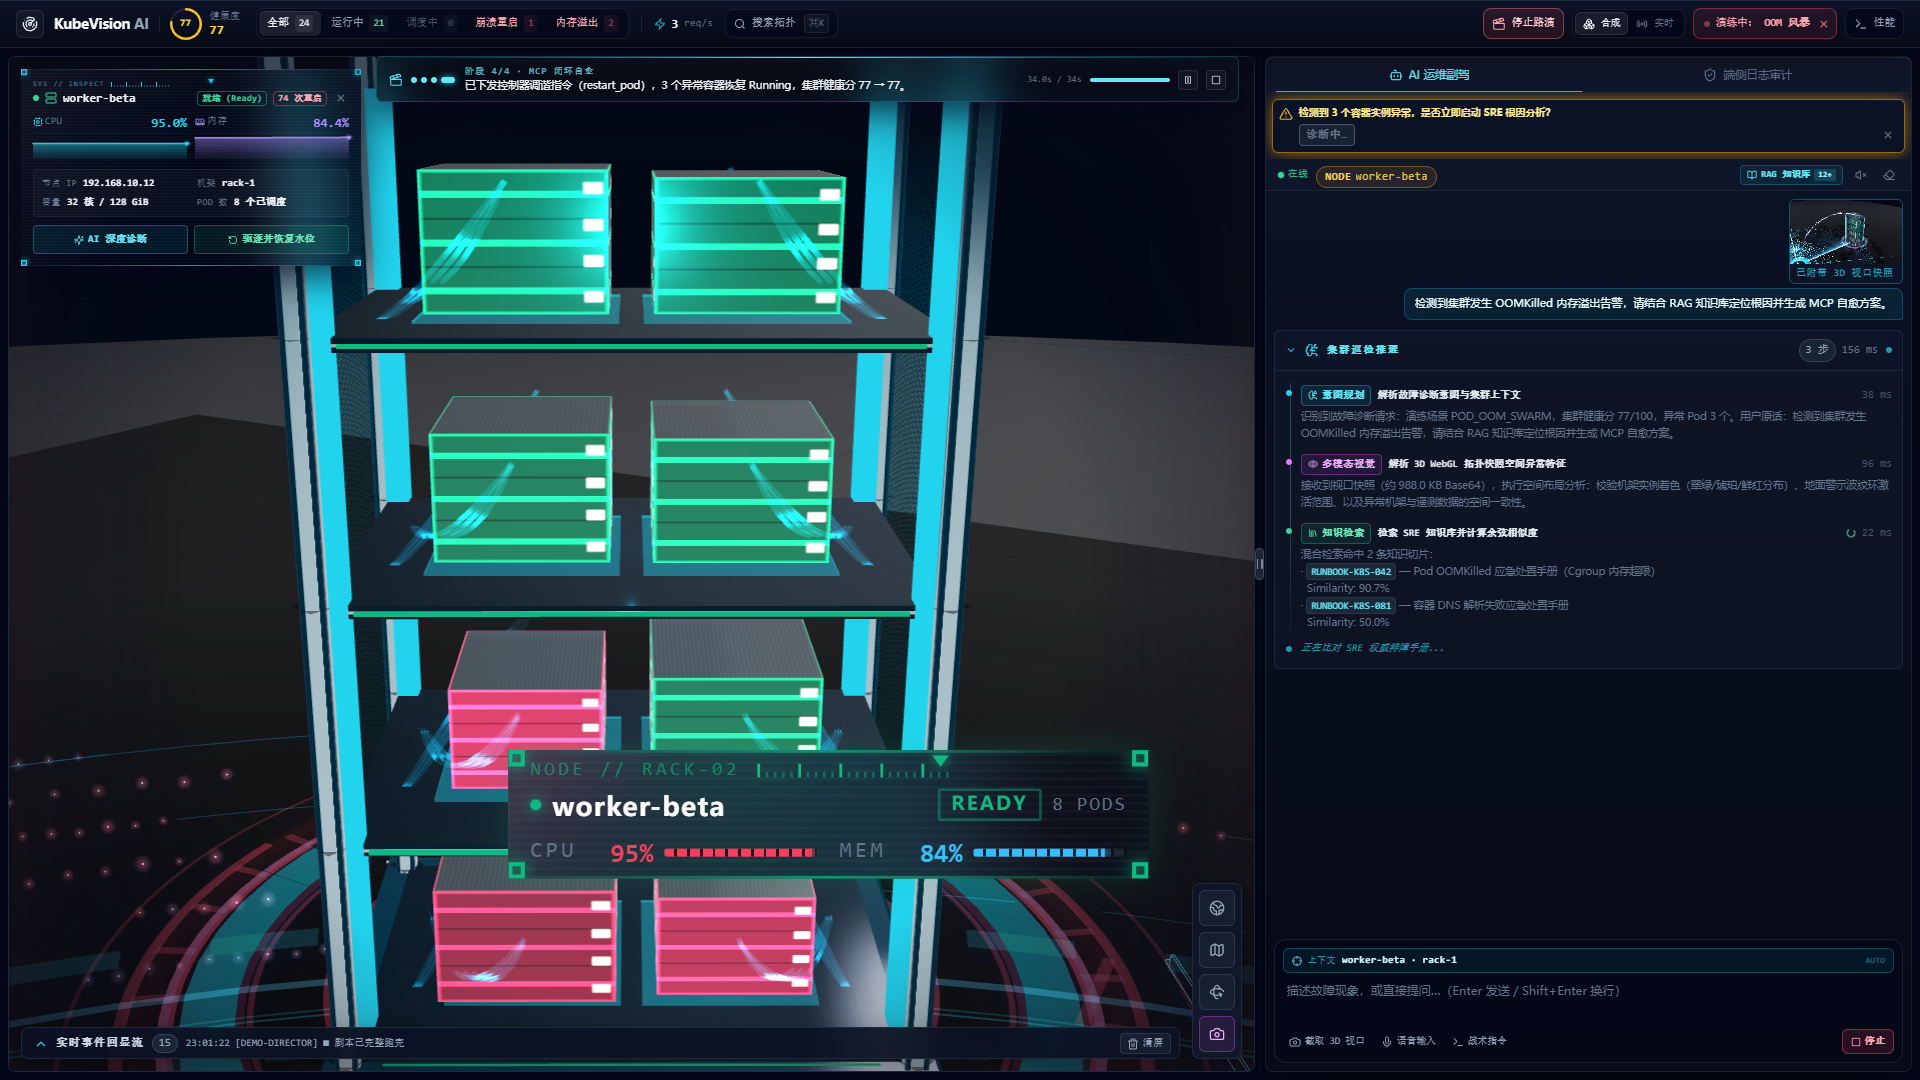 KubeVision AI
77
健康度
77
全部 24
运行中 21
调度中 0
崩溃重启 1
内存溢出 2
3 req/s
搜索拓扑 ⌘K
停止路演
合成
实时
演练中: OOM 风暴
性能
SYS // INSPECT
worker-beta
就绪 (Ready)
74 次重启
CPU 95.0%
内存 84.4%
节点 IP 192.168.10.12
机架 rack-1
容量 32 核 / 128 GiB
POD 数 8 个已调度
AI 深度诊断
驱逐并恢复水位
阶段 4/4 · MCP 闭环自愈
已下发控制器调谐指令（restart_pod），3 个异常容器恢复 Running，集群健康分 77 → 77。
34.0s / 34s
NODE // RACK-02
worker-beta
READY
8 PODS
CPU 95%
MEM 84%
实时事件回显流 15 23:01:22 [DEMO-DIRECTOR] ■ 剧本已完整跑完
清屏
AI 运维副驾
端侧日志审计
检测到 3 个容器实例异常，是否立即启动 SRE 根因分析?
诊断中…
在线
NODE worker-beta
RAG 知识库 12+
已附带 3D 视口快照
检测到集群发生 OOMKilled 内存溢出告警，请结合 RAG 知识库定位根因并生成 MCP 自愈方案。
集群巡检推理
3 步
156 ms
意图规划 解析故障诊断意图与集群上下文 38 ms
识别到故障诊断请求：演练场景 POD_OOM_SWARM，集群健康分 77/100，异常 Pod 3 个。用户原话：检测到集群发生
OOMKilled 内存溢出告警，请结合 RAG 知识库定位根因并生成 MCP 自愈方案。
多模态视觉 解析 3D WebGL 拓扑快照空间异常特征 96 ms
接收到视口快照（约 988.0 KB Base64），执行空间布局分析：校验机架实例着色（翠绿/琥珀/鲜红分布）、地面警示波纹环激
活范围、以及异常机架与遥测数据的空间一致性。
知识检索 检索 SRE 知识库并计算余弦相似度 22 ms
混合检索命中 2 条知识切片：
· RUNBOOK-K8S-042 — Pod OOMKilled 应急处置手册（Cgroup 内存超限）
Similarity: 90.7%
· RUNBOOK-K8S-081 — 容器 DNS 解析失败应急处置手册
Similarity: 50.0%
正在比对 SRE 权威排障手册...
上下文 worker-beta · rack-1
AUTO
描述故障现象，或直接提问…（Enter 发送 / Shift+Enter 换行）
截取 3D 视口
语音输入
战术指令
停止